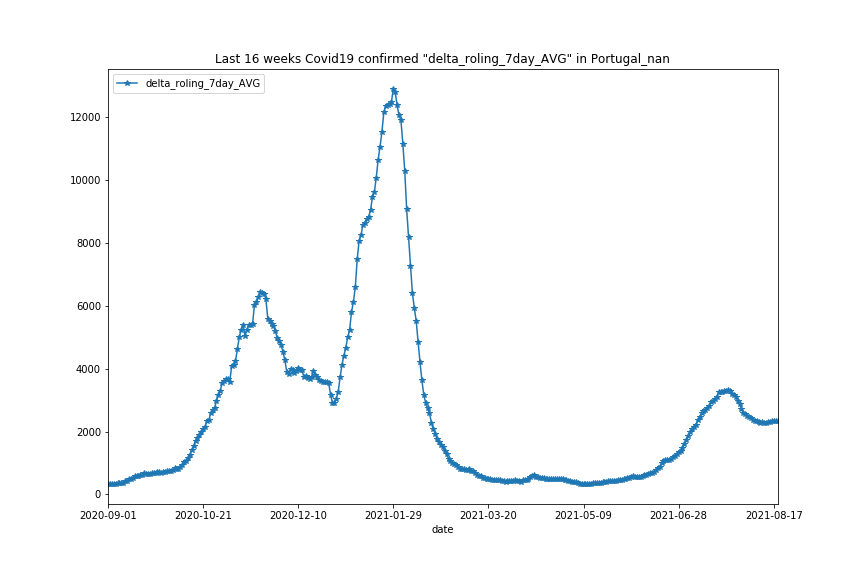 Last 16 weeks Covid19 confirmed "delta_roling_7day_AVG" in Portugal_nan
delta_roling_7day_AVG
12000
10000
8000
6000
4000
2000
0
2020-09-01 2020-10-21 2020-12-10 2021-01-29 2021-03-20 2021-05-09 2021-06-28 2021-08-17
date